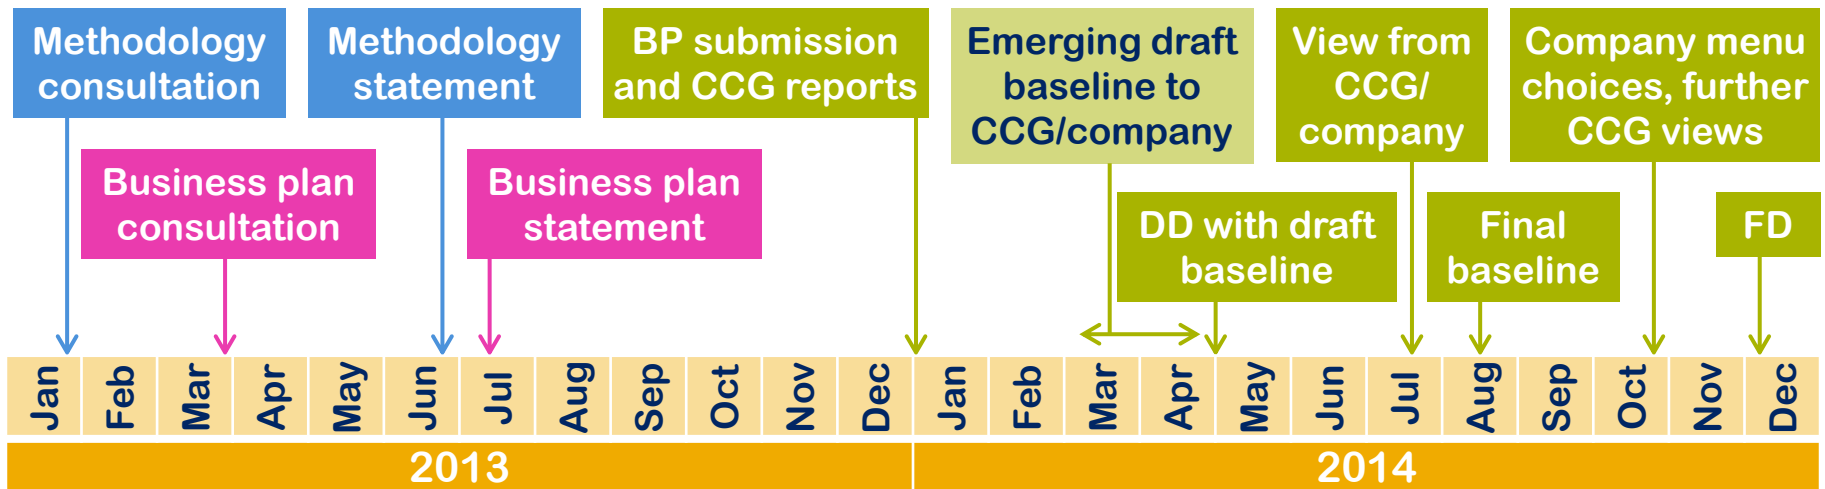 Methodology
consultation
Methodology
statement
BP submission
and CCG reports
Emerging draft
baseline to
CCG/company
View from
CCG/
company
Company menu
choices, further
CCG views
Business plan
consultation
Business plan
statement
DD with draft
baseline
Final
baseline
FD
Jan
Feb
Mar
Apr
May
Jun
Jul
Aug
Sep
Oct
Nov
Dec
Jan
Feb
Mar
Apr
May
Jun
Jul
Aug
Sep
Oct
Nov
Dec
2013
2014